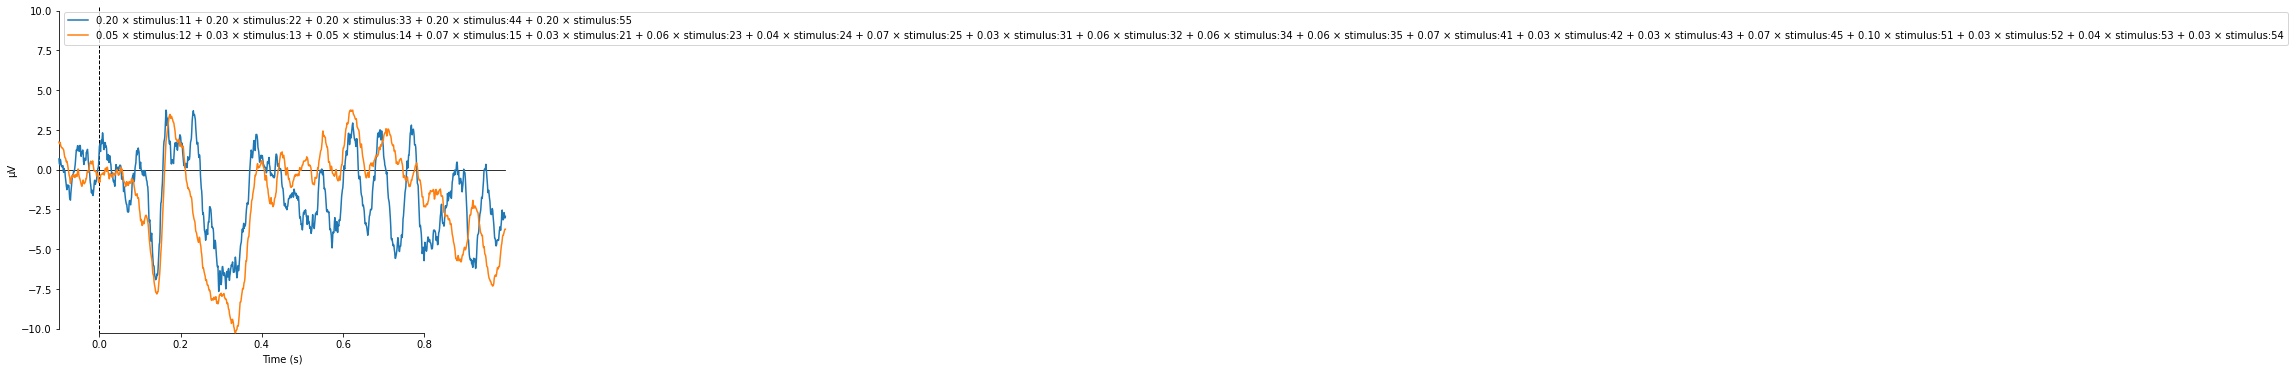 10.0
0.20 × stimulus:11 + 0.20 × stimulus:22 + 0.20 × stimulus:33 + 0.20 × stimulus:44 + 0.20 × stimulus:55
0.05 × stimulus:12 + 0.03 × stimulus:13 + 0.05 × stimulus:14 + 0.07 × stimulus:15 + 0.03 × stimulus:21 + 0.06 × stimulus:23 + 0.04 × stimulus:24 + 0.07 × stimulus:25 + 0.03 × stimulus:31 + 0.06 × stimulus:32 + 0.06 × stimulus:34 + 0.06 × stimulus:35 + 0.07 × stimulus:41 + 0.03 × stimulus:42 + 0.03 × stimulus:43 + 0.07 × stimulus:45 + 0.10 × stimulus:51 + 0.03 × stimulus:52 + 0.04 × stimulus:53 + 0.03 × stimulus:54
7.5
5.0
2.5
0.0
µV
−2.5
−5.0
−7.5
−10.0
0.0 0.2 0.4 0.6 0.8
Time (s)